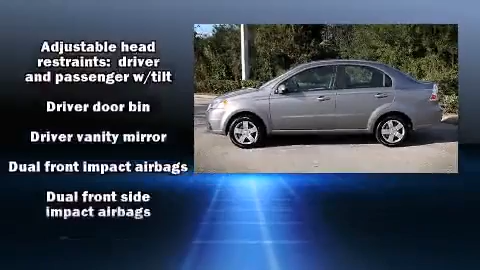 Adjustable head
restraints:  driver
and passenger w/tilt
Driver door bin
Driver vanity mirror
Dual front impact airbags
Dual front side
impact airbags